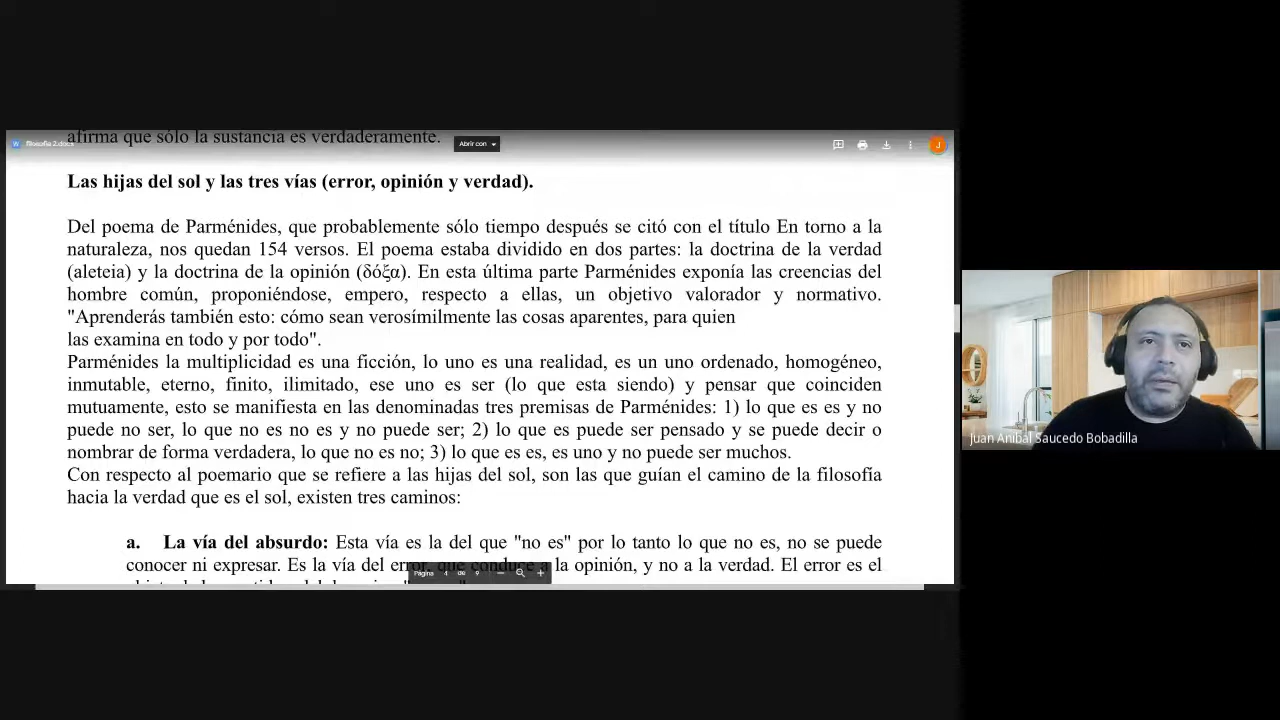 afirma que sólo la sustancia es verdaderamente.
Filosofia 2.docx
Abrir con
J
Las hijas del sol y las tres vías (error, opinión y verdad).
Del poema de Parménides, que probablemente sólo tiempo después se citó con el título En torno a la
naturaleza, nos quedan 154 versos. El poema estaba dividido en dos partes: la doctrina de la verdad
(aleteia) y la doctrina de la opinión (δόξα). En esta última parte Parménides exponía las creencias del
hombre común, proponiéndose, empero, respecto a ellas, un objetivo valorador y normativo.
"Aprenderás también esto: cómo sean verosímilmente las cosas aparentes, para quien
las examina en todo y por todo".
Parménides la multiplicidad es una ficción, lo uno es una realidad, es un uno ordenado, homogéneo,
inmutable, eterno, finito, ilimitado, ese uno es ser (lo que esta siendo) y pensar que coinciden
mutuamente, esto se manifiesta en las denominadas tres premisas de Parménides: 1) lo que es es y no
puede no ser, lo que no es no es y no puede ser; 2) lo que es puede ser pensado y se puede decir o
nombrar de forma verdadera, lo que no es no; 3) lo que es es, es uno y no puede ser muchos.
Con respecto al poemario que se refiere a las hijas del sol, son las que guían el camino de la filosofía
hacia la verdad que es el sol, existen tres caminos:
a. La vía del absurdo: Esta vía es la del que "no es" por lo tanto lo que no es, no se puede
conocer ni expresar. Es la vía del error, que conduce a la opinión, y no a la verdad. El error es el
Página 4 de 9
Juan Anibal Saucedo Bobadilla